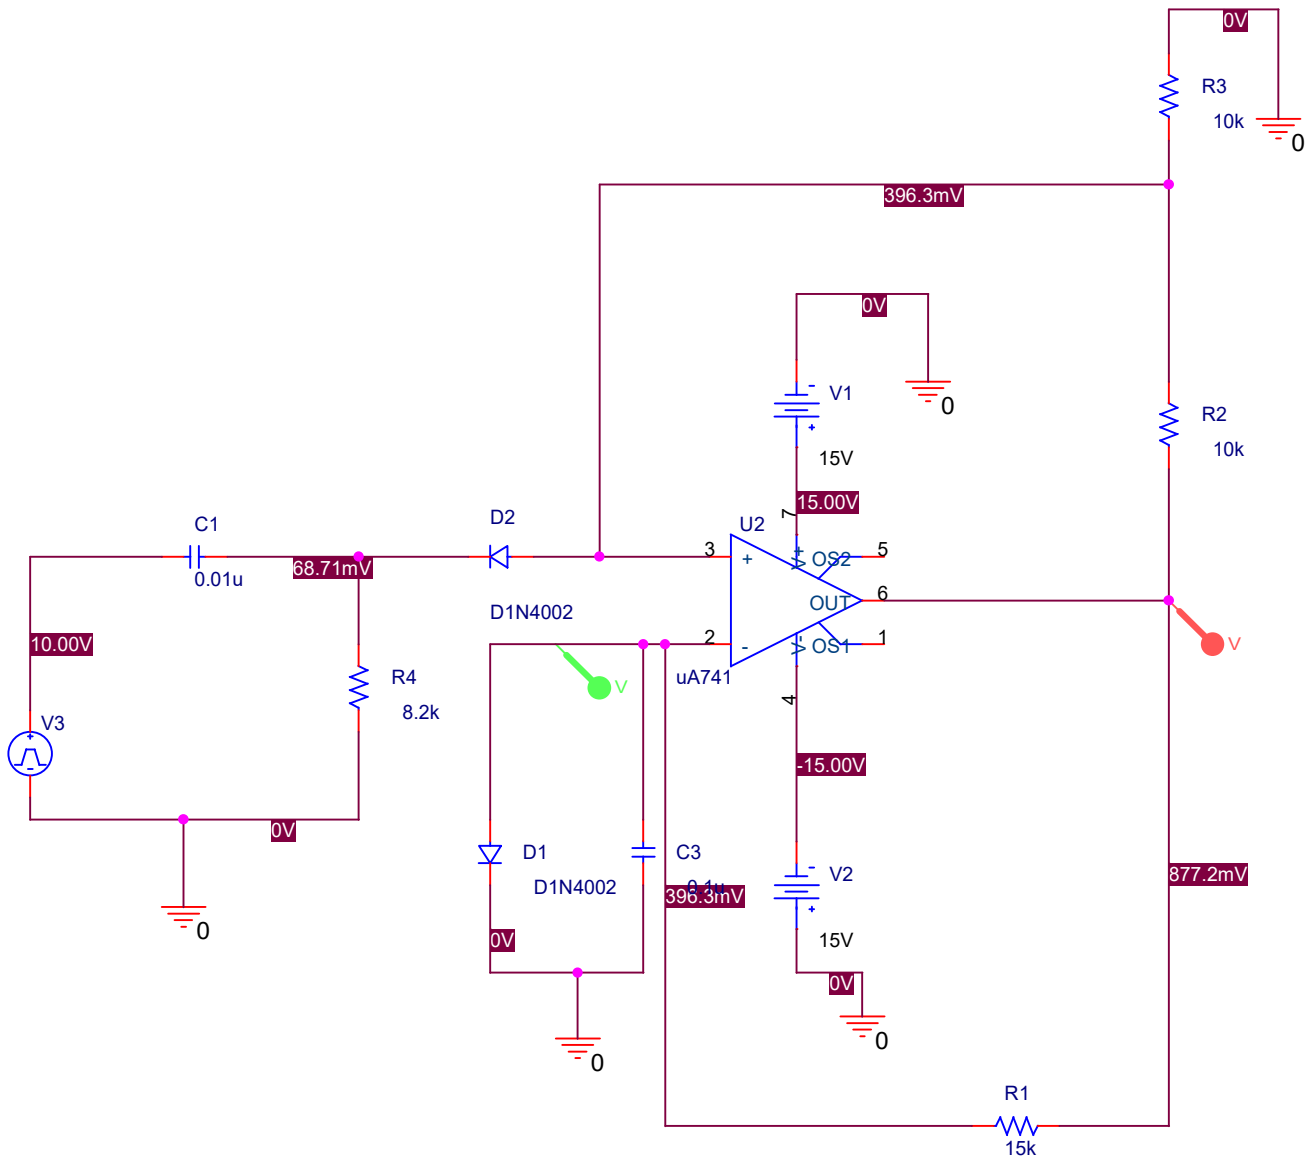 0V
R3
10k
0
396.3mV
0V
-
V1
0
+
R2
10k
15V
15.00V
7
C1
D2
U2
3
+
V+
OS2
5
68.71mV
0.01u
OUT
6
D1N4002
10.00V
2
-
V-
OS1
1
V
V
uA741
R4
8.2k
4
V3
+
-
-15.00V
0V
D1
C3
-
V2
877.2mV
D1N4002
0.1u
396.3mV
+
0
0V
15V
0V
0
0
R1
15k